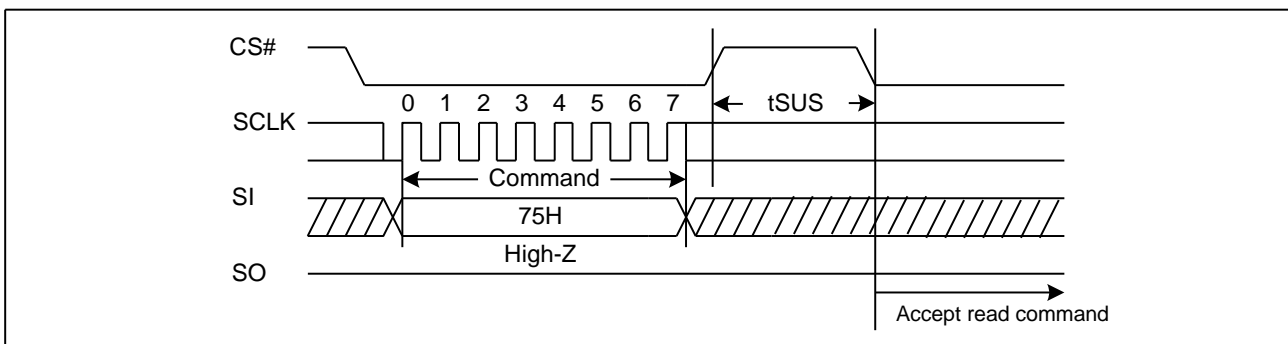 CS#
0 1 2 3 4 5 6 7
tSUS
SCLK
Command
SI
75H
High-Z
SO
Accept read command